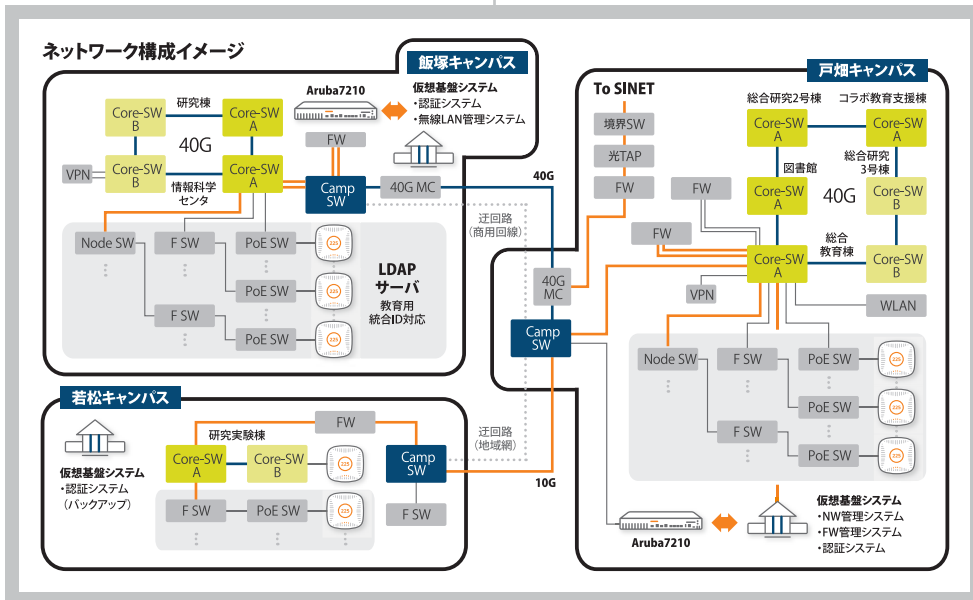 ネットワーク構成イメージ
飯塚キャンパス
研究棟
Core-SW
B
Core-SW
A
40G
VPN
Core-SW
B
Core-SW
A
情報科学
センタ
Aruba7210
仮想基盤システム
・認証システム
・無線LAN管理システム
FW
Camp
SW
40G MC
40G
迂回路
(商用回線)
Node SW
F SW
PoE SW
225
PoE SW
225
F SW
PoE SW
225
LDAP
サーバ
教育用
統合ID対応
若松キャンパス
仮想基盤システム
・認証システム
(バックアップ)
研究実験棟
FW
Core-SW
A
Core-SW
B
225
Camp
SW
F SW
PoE SW
225
F SW
迂回路
(地域網)
10G
戸畑キャンパス
To SINET
境界SW
光TAP
FW
FW
FW
総合研究2号棟
コラボ教育支援棟
Core-SW
A
Core-SW
A
図書館
総合研究
3号棟
Core-SW
A
40G
Core-SW
B
総合
教育棟
Core-SW
A
Core-SW
B
40G
MC
VPN
WLAN
Camp
SW
Node SW
F SW
PoE SW
225
PoE SW
225
F SW
PoE SW
225
Aruba7210
仮想基盤システム
・NW管理システム
・FW管理システム
・認証システム